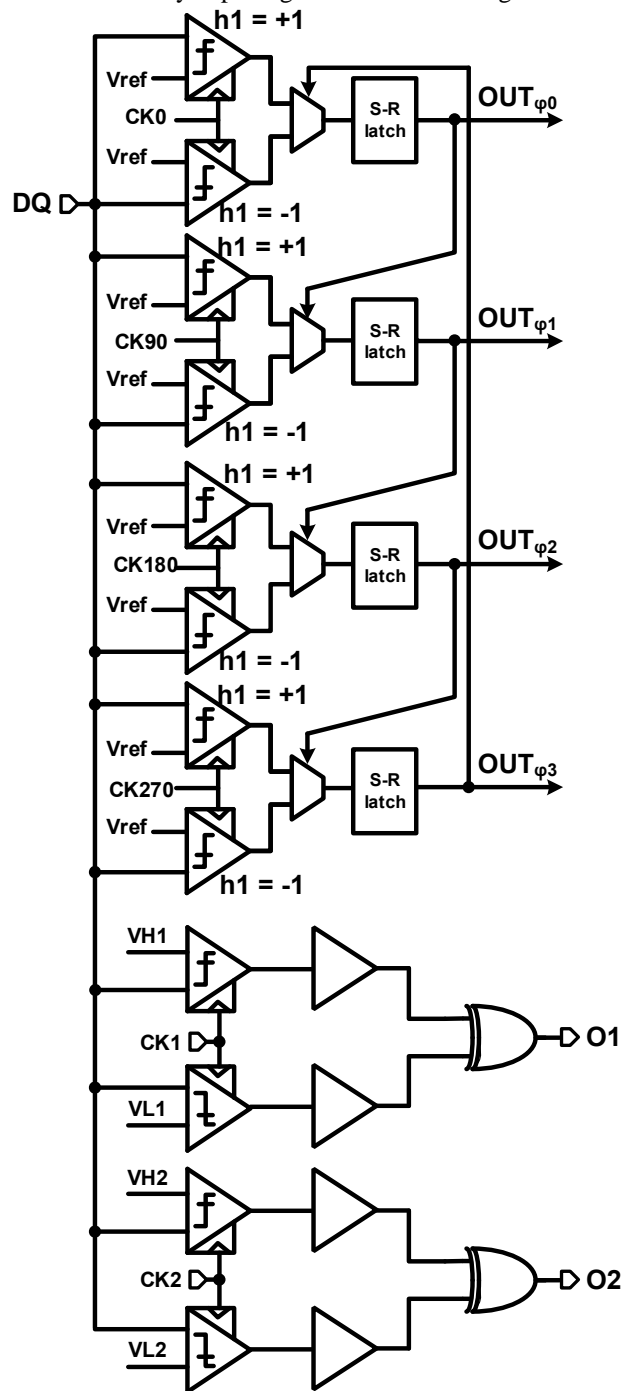 h1 = +1
Vref
CK0
Vref
DQ
h1 = -1
S-R
latch
OUTφ0
h1 = +1
Vref
CK90
Vref
h1 = -1
S-R
latch
OUTφ1
h1 = +1
Vref
CK180
Vref
h1 = -1
S-R
latch
OUTφ2
h1 = +1
Vref
CK270
Vref
h1 = -1
S-R
latch
OUTφ3
VH1
CK1
VL1
O1
VH2
CK2
VL2
O2